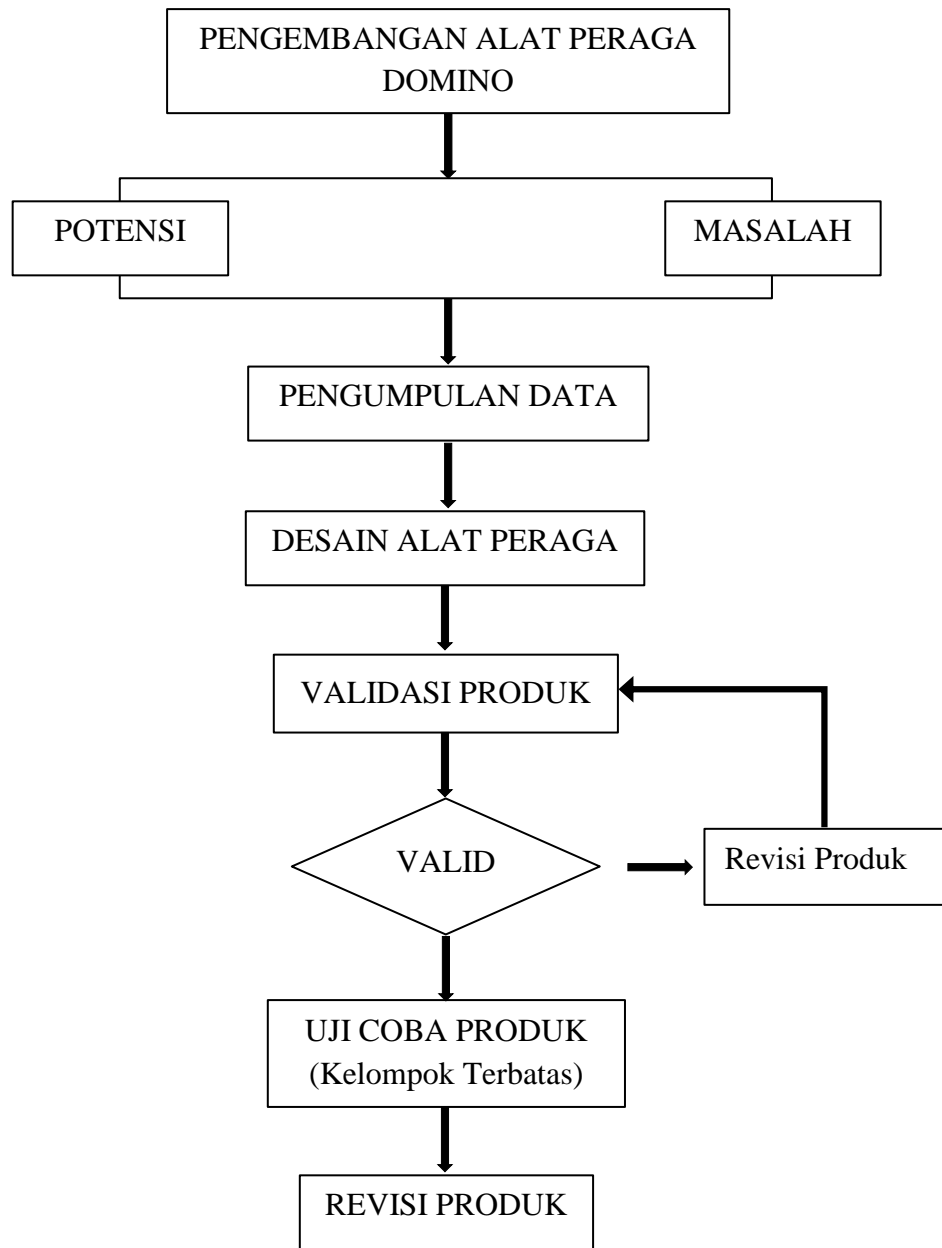 PENGEMBANGAN ALAT PERAGA
DOMINO
POTENSI
MASALAH
PENGUMPULAN DATA
DESAIN ALAT PERAGA
VALIDASI PRODUK
VALID
Revisi Produk
UJI COBA PRODUK
(Kelompok Terbatas)
REVISI PRODUK